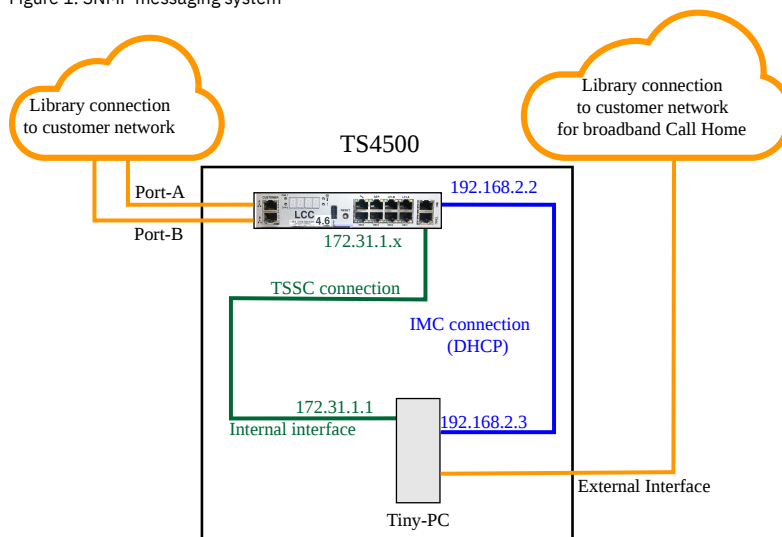 Figure 1. SNMP messaging system
Library connection
to customer network
Library connection
to customer network
for broadband Call Home
TS4500
Port-A
Port-B
LCC
4.6
192.168.2.2
172.31.1.x
TSSC connection
IMC connection
(DHCP)
172.31.1.1
Internal interface
192.168.2.3
External Interface
Tiny-PC